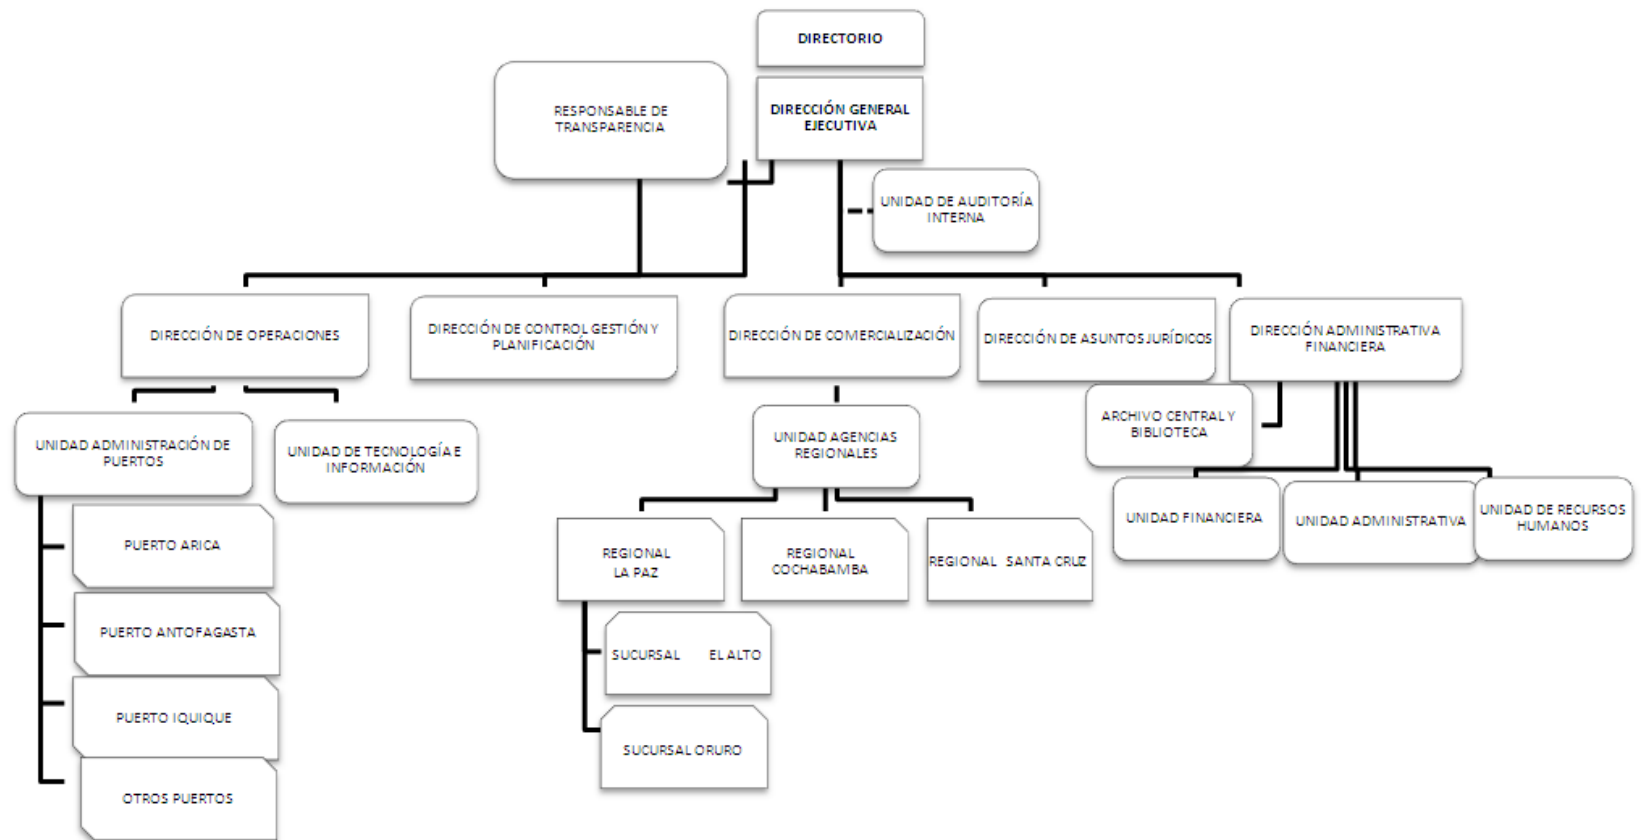 DIRECTORIO
RESPONSABLE DE
TRANSPARENCIA
DIRECCIÓN GENERAL
EJECUTIVA
UNIDAD DE AUDITORÍA
INTERNA
DIRECCIÓN DE OPERACIONES
DIRECCIÓN DE CONTROL GESTIÓN Y
PLANIFICACIÓN
DIRECCIÓN DE COMERCIALIZACIÓN
DIRECCIÓN DE ASUNTOS JURÍDICOS
DIRECCIÓN ADMINISTRATIVA
FINANCIERA
UNIDAD ADMINISTRACIÓN DE
PUERTOS
UNIDAD DE TECNOLOGÍA E
INFORMACIÓN
UNIDAD AGENCIAS
REGIONALES
ARCHIVO CENTRAL Y
BIBLIOTECA
UNIDAD FINANCIERA
UNIDAD ADMINISTRATIVA
UNIDAD DE RECURSOS
HUMANOS
PUERTO ARICA
PUERTO ANTOFAGASTA
PUERTO IQUIQUE
OTROS PUERTOS
REGIONAL
LA PAZ
REGIONAL
COCHABAMBA
REGIONAL SANTA CRUZ
SUCURSAL EL ALTO
SUCURSAL ORURO